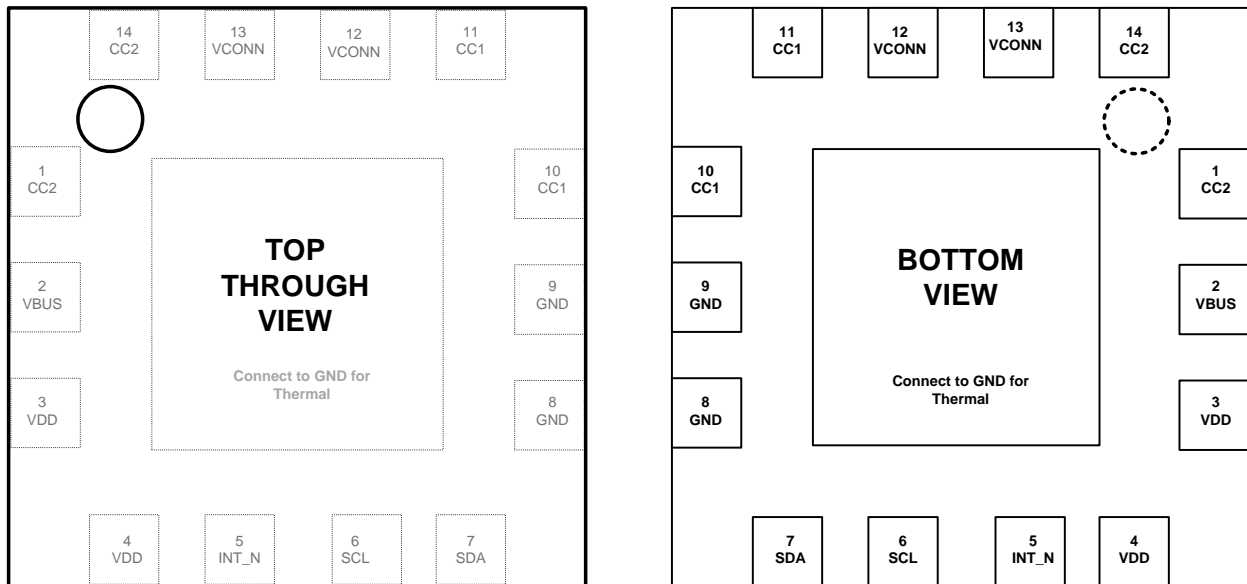 14
CC2
13
VCONN
12
VCONN
11
CC1
1
CC2
10
CC1
2
VBUS
9
GND
3
VDD
8
GND
TOP
THROUGH
VIEW
Connect to GND for
Thermal
4
VDD
5
INT_N
6
SCL
7
SDA
11
CC1
12
VCONN
13
VCONN
14
CC2
10
CC1
1
CC2
9
GND
2
VBUS
8
GND
3
VDD
BOTTOM
VIEW
Connect to GND for
Thermal
7
SDA
6
SCL
5
INT_N
4
VDD